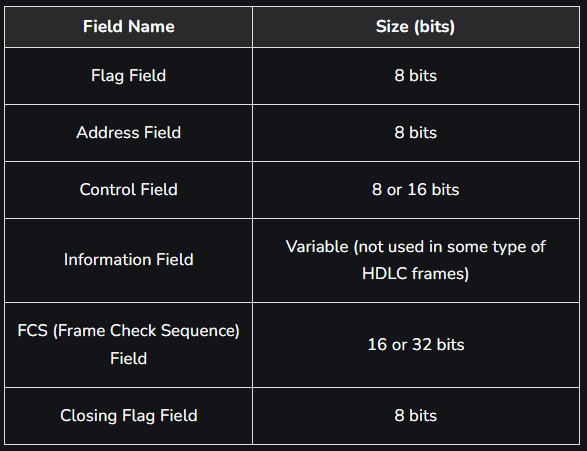 Field Name
Size (bits)
Flag Field
8 bits
Address Field
8 bits
Control Field
8 or 16 bits
Information Field
Variable (not used in some type of
HDLC frames)
FCS (Frame Check Sequence)
Field
16 or 32 bits
Closing Flag Field
8 bits